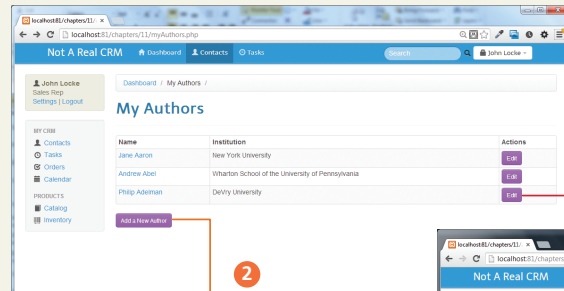 localhost:81/chapters/11/
localhost:81/chapters/11/myAuthors.php
Not A Real CRM Dashboard Contacts Tasks Search John Locke
John Locke
Sales Rep
Settings | Logout
MY CRM
Contacts
Tasks
Orders
Calendar
PRODUCTS
Catalog
Inventory
Dashboard / My Authors /
My Authors
Name Institution Actions
Jane Aaron New York University Edit
Andrew Abel Wharton School of the University of Pennsylvania Edit
Philip Adelman DeVry University Edit
Add a New Author
2
localhost:81/chapters/11/
localhost:81/chapters
Not A Real CRM